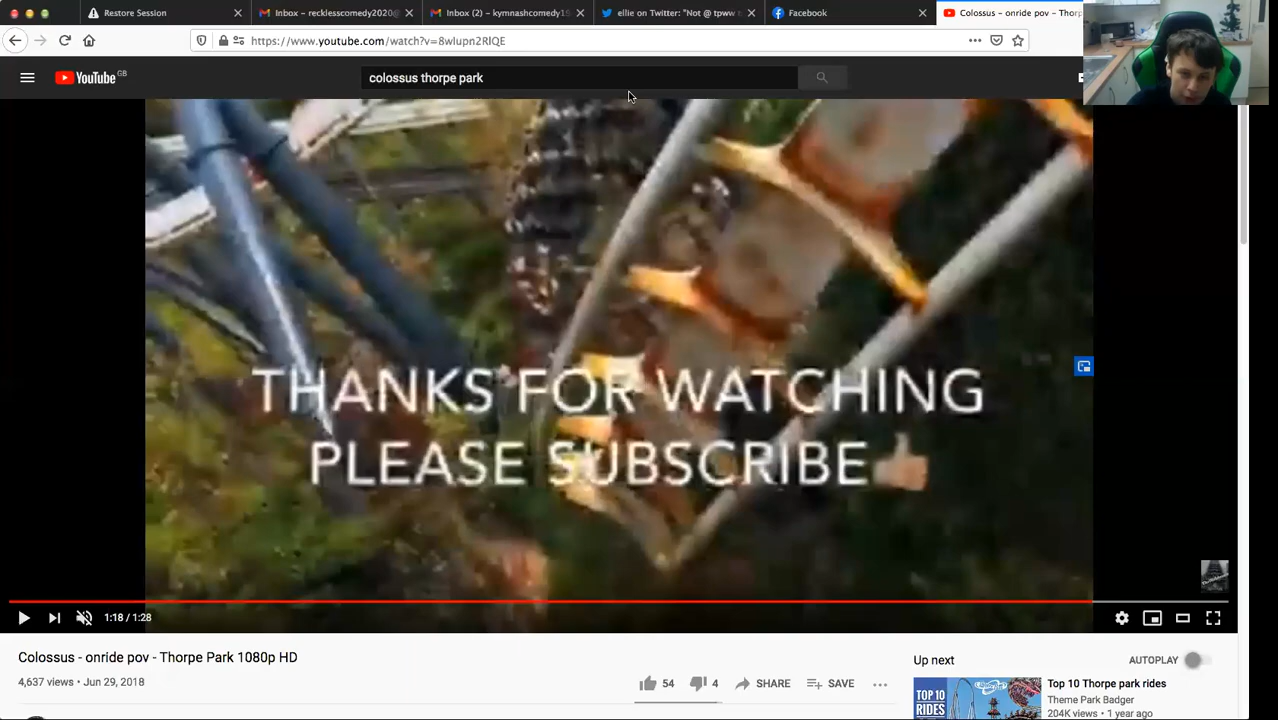 Restore Session
Inbox – recklesscomedy2020@
Inbox (2) – kymnashcomedy15
ellie on Twitter: "Not @ tpww t
Facebook
Colossus – onride pov - Thorp
https://www.youtube.com/watch?v=8wlupn2RlQE
YouTube GB
colossus thorpe park
THANKS FOR WATCHING
PLEASE SUBSCRIBE👍
1:18 / 1:28
Colossus - onride pov - Thorpe Park 1080p HD
4,637 views • Jun 29, 2018
54
4
SHARE
SAVE
Up next
AUTOPLAY
TOP 10
RIDES
Top 10 Thorpe park rides
Theme Park Badger
204K views • 1 year ago